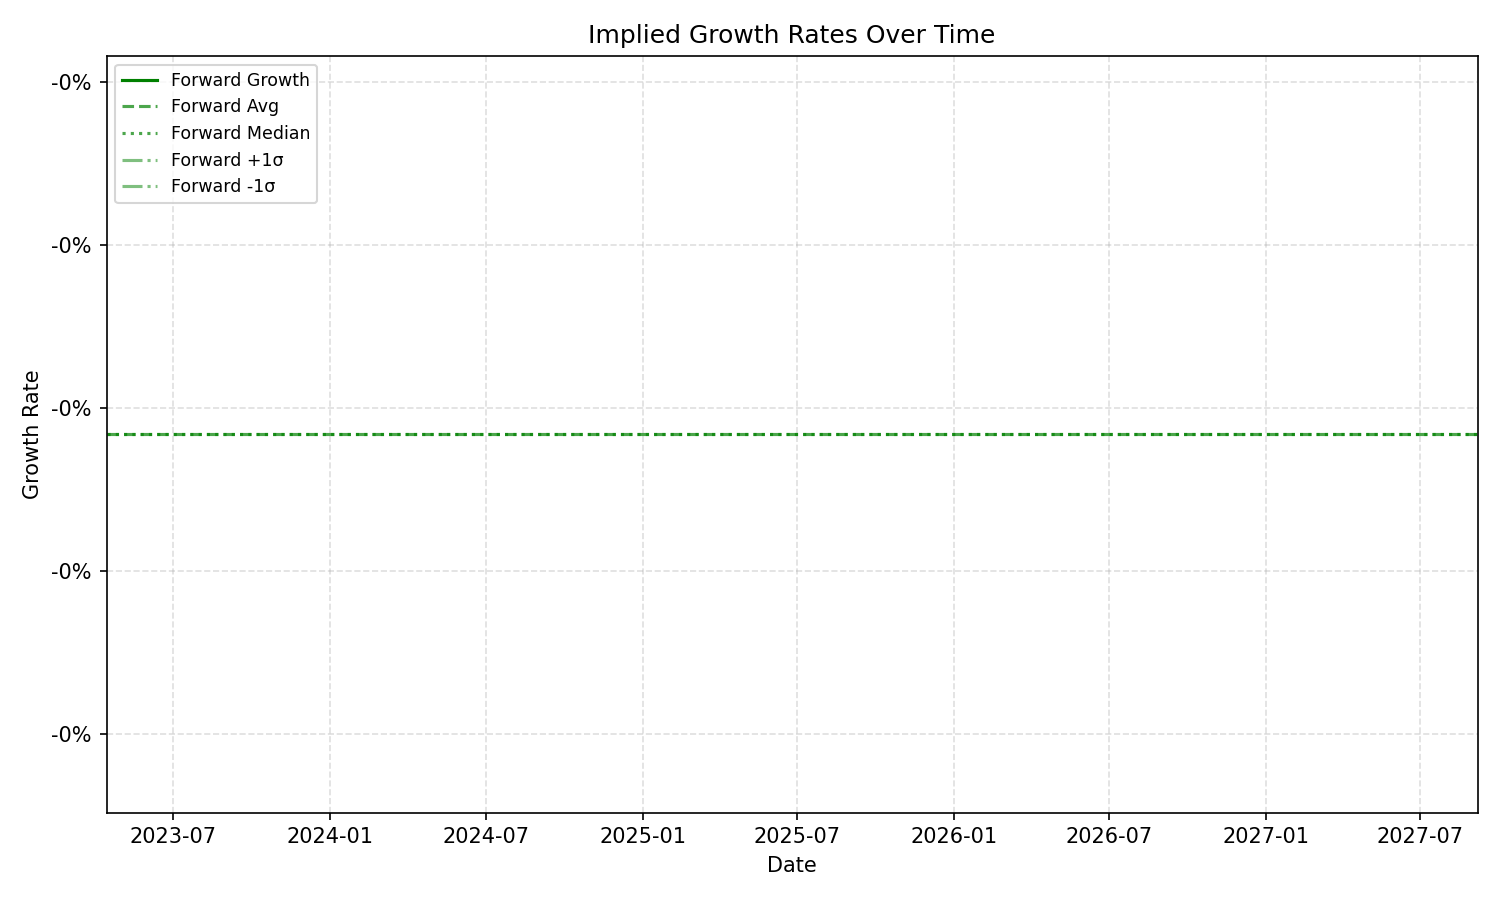 Implied Growth Rates Over Time
Forward Growth
Forward Avg
Forward Median
Forward +1σ
Forward -1σ
-0%
-0%
-0%
-0%
-0%
Growth Rate
2023-07
2024-01
2024-07
2025-01
2025-07
2026-01
2026-07
2027-01
2027-07
Date